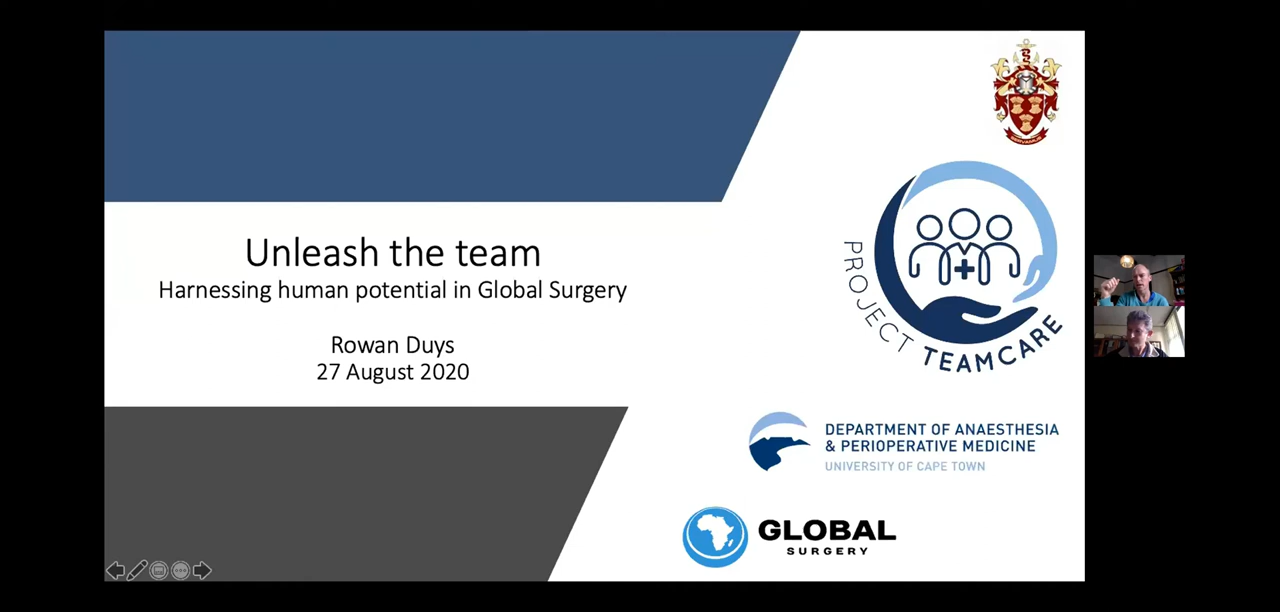 Unleash the team
Harnessing human potential in Global Surgery
Rowan Duys
27 August 2020
PROJECT TEAMCARE
DEPARTMENT OF ANAESTHESIA
& PERIOPERATIVE MEDICINE
UNIVERSITY OF CAPE TOWN
GLOBAL
SURGERY